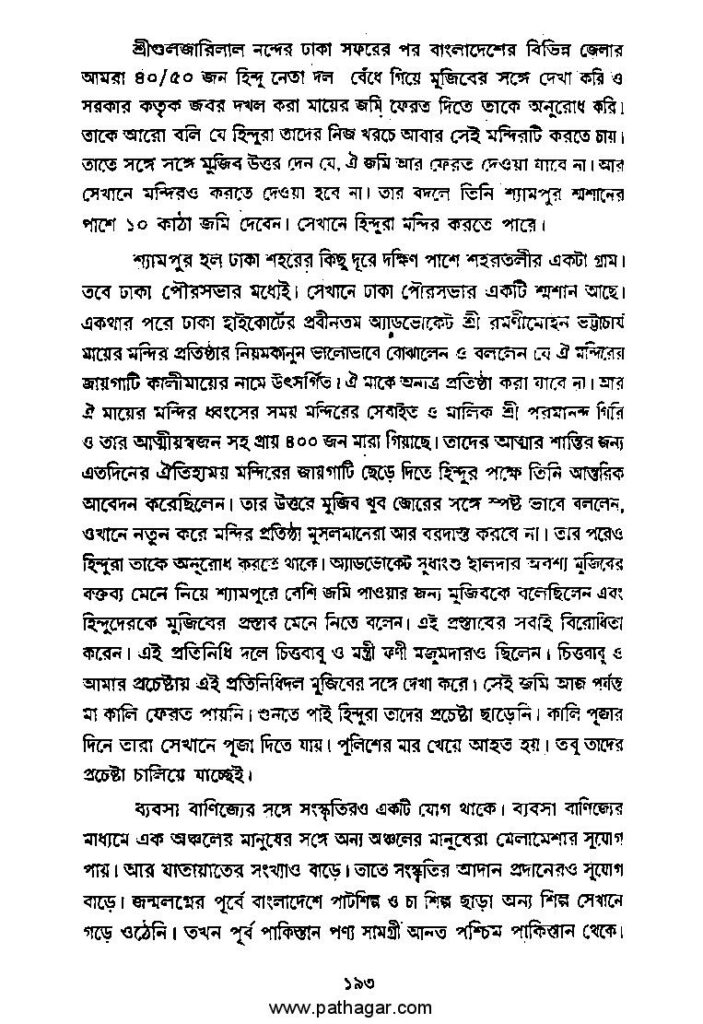 শ্রীগুলজারিলাল নন্দের ঢাকা সফরের পর বাংলাদেশের বিভিন্ন জেলার
আমরা ৪০/৫০ জন হিন্দু নেতা দল বেঁধে গিয়ে মুজিবের সঙ্গে দেখা করি ও
সরকার কতৃক জবর দখল করা মায়ের জমি ফেরত দিতে তাকে অনুরোধ করি।
তাকে আরো বলি যে হিন্দুরা তাদের নিজ খরচে আবার সেই মন্দিরটি করতে চায়।
তাতে সঙ্গে সঙ্গে মুজিব উত্তর দেন যে, ঐ জমি আর ফেরত দেওয়া যাবে না। আর
সেখানে মন্দিরও করতে দেওয়া হবে না। তার বদলে তিনি শ্যামপুর শ্মশানের
পাশে ১০ কাঠা জমি দেবেন। সেখানে হিন্দুরা মন্দির করতে পারে।
শ্যামপুর হল ঢাকা শহরের কিছু দূরে দক্ষিণ পাশে শহরতলীর একটা গ্রাম।
তবে ঢাকা পৌরসভার মধ্যেই। সেখানে ঢাকা পৌরসভার একটি শ্মশান আছে।
একথার পরে ঢাকা হাইকোর্টের প্রবীনতম অ্যাডভোকেট শ্রী রমণীমোহন ভট্টাচার্য
মায়ের মন্দির প্রতিষ্ঠার নিয়মকানুন ভালোভাবে বোঝালেন ও বললেন যে ঐ মন্দিরের
জায়গাটি কালীমায়ের নামে উৎসর্গিত। ঐ মাকে অন্যত্র প্রতিষ্ঠা করা যাবে না। আর
ঐ মায়ের মন্দির ধ্বংসের সময় মন্দিরের সেবাইত ও মালিক শ্রী পরমানন্দ গিরি
ও তার আত্মীয়স্বজন সহ প্রায় ৪০০ জন মারা গিয়াছে। তাদের আত্মার শান্তির জন্য
এতদিনের ঐতিহ্যময় মন্দিরের জায়গাটি ছেড়ে দিতে হিন্দুর পক্ষে তিনি আন্তরিক
আবেদন করেছিলেন। তার উত্তরে মুজিব খুব জোরের সঙ্গে স্পষ্ট ভাবে বললেন,
ওখানে নতুন করে মন্দির প্রতিষ্ঠা মুসলমানেরা আর বরদাস্ত করবে না। তার পরেও
হিন্দুরা তাকে অনুরোধ করতে থাকে। অ্যাডভোকেট সুধাংশু হালদার অবশ্য মুজিবের
বক্তব্য মেনে নিয়ে শ্যামপুরে বেশি জমি পাওয়ার জন্য মুজিবকে বলেছিলেন এবং
হিন্দুদেরকে মুজিবের প্রস্তাব মেনে নিতে বলেন। এই প্রস্তাবের সবাই বিরোধিতা
করেন। এই প্রতিনিধি দলে চিত্তবাবু ও মন্ত্রী ফণী মজুমদারও ছিলেন। চিত্তবাবু ও
আমার প্রচেষ্টায় এই প্রতিনিধিদল মুজিবের সঙ্গে দেখা করে। সেই জমি আজ পর্যন্ত
মা কালি ফেরত পায়নি। শুনতে পাই হিন্দুরা তাদের প্রচেষ্টা ছাড়েনি। কালি পূজার
দিনে তারা সেখানে পূজা দিতে যায়। পুলিশের মার খেয়ে আহত হয়। তবু তাদের
প্রচেষ্টা চালিয়ে যাচ্ছেই।
ব্যবসা বাণিজ্যের সঙ্গে সংস্কৃতিরও একটি যোগ থাকে। ব্যবসা বাণিজ্যের
মাধ্যমে এক অঞ্চলের মানুষের সঙ্গে অন্য অঞ্চলের মানুষেরা মেলামেশার সুযোগ
পায়। আর যাতায়াতের সংখ্যাও বাড়ে। তাতে সংস্কৃতির আদান প্রদানেরও সুযোগ
বাড়ে। জন্মলগ্নের পূর্বে বাংলাদেশে পাটশিল্প ও চা শিল্প ছাড়া অন্য শিল্প সেখানে
গড়ে ওঠেনি। তখন পূর্ব পাকিস্তান পণ্য সামগ্রী আনত পশ্চিম পাকিস্তান থেকে।
১৯৩
www.pathagar.com